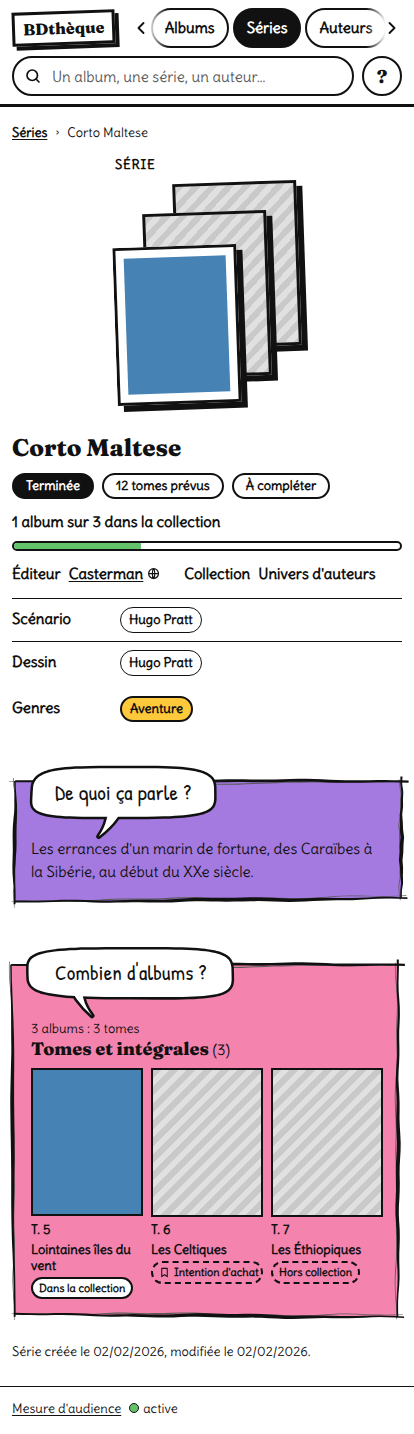 BDthèque
Albums
Séries
Auteurs
Un album, une série, un auteur...
?
Séries › Corto Maltese
SÉRIE
Corto Maltese
Terminée
12 tomes prévus
À compléter
1 album sur 3 dans la collection
Éditeur Casterman
Collection Univers d'auteurs
Scénario
Hugo Pratt
Dessin
Hugo Pratt
Genres
Aventure
De quoi ça parle ?
Les errances d'un marin de fortune, des Caraïbes à
la Sibérie, au début du XXe siècle.
Combien d'albums ?
3 albums : 3 tomes
Tomes et intégrales (3)
T. 5
Lointaines îles du
vent
Dans la collection
T. 6
Les Celtiques
Intention d'achat
T. 7
Les Éthiopiques
Hors collection
Série créée le 02/02/2026, modifiée le 02/02/2026.
Mesure d'audience
active